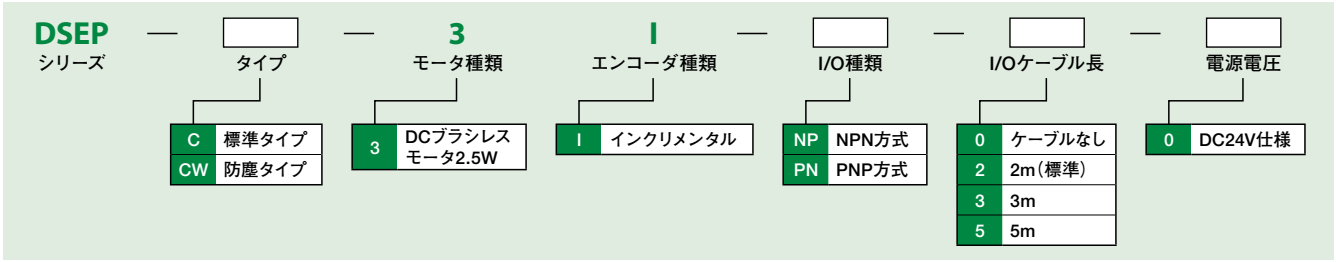 DSEP — — 3 I — — —
シリーズ タイプ モータ種類 エンコーダ種類 I/O種類 I/Oケーブル長 電源電圧
C 標準タイプ
CW 防塵タイプ
3 DCブラシレス
モータ2.5W
I インクリメンタル
NP NPN方式
PN PNP方式
0 ケーブルなし
2 2m(標準)
3 3m
5 5m
0 DC24V仕様